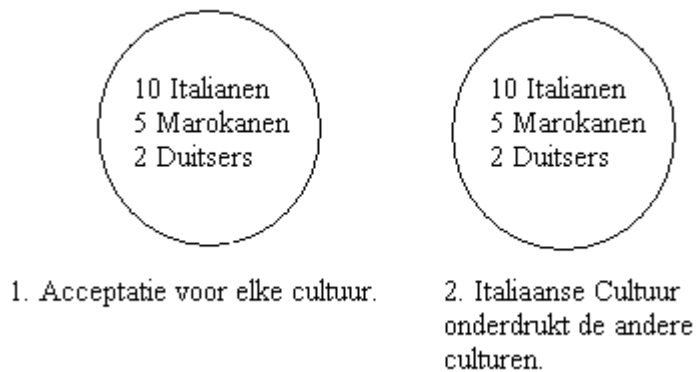 10 Italianen
5 Marokanen
2 Duitsers
10 Italianen
5 Marokanen
2 Duitsers
1. Acceptatie voor elke cultuur.
2. Italiaanse Cultuur
onderdrukt de andere
culturen.